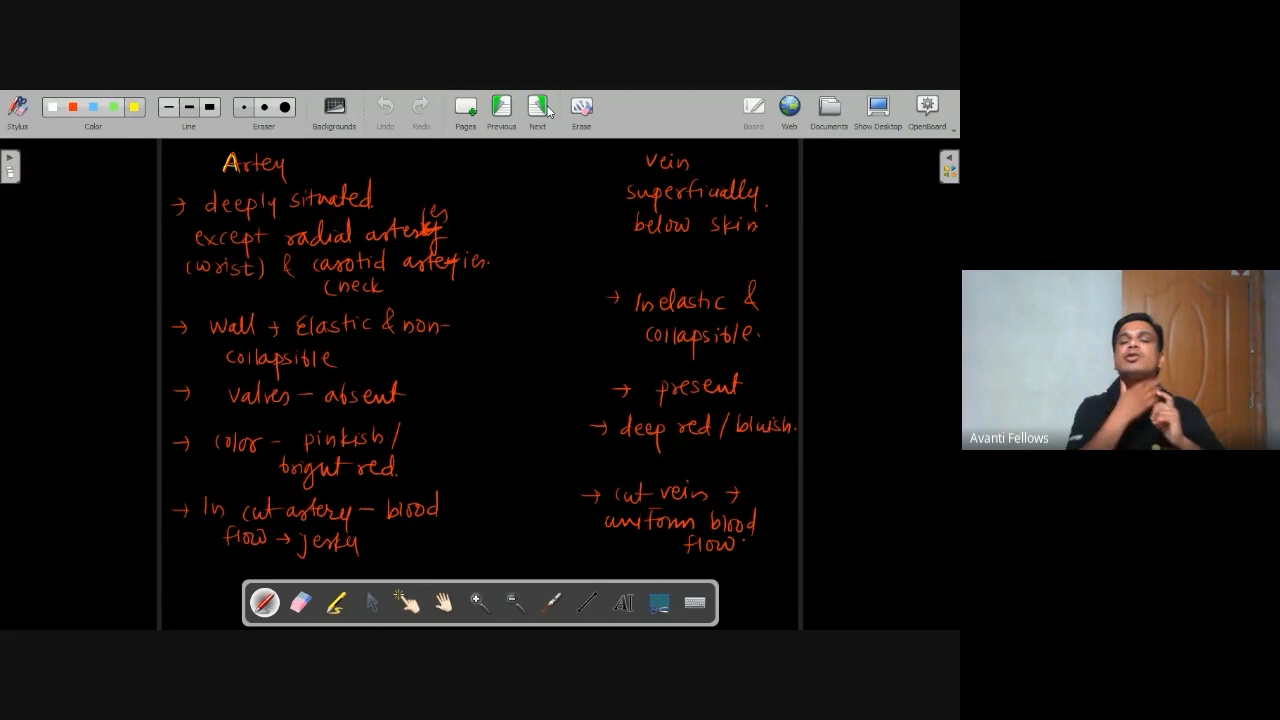 Stylus
Color
Line
Eraser
Backgrounds
Undo
Redo
Pages
Previous
Next
Erase
Board
Web
Documents
Show Desktop
OpenBoard
Artey
→ deeply situated.
except radial arteries
(wrist) & carotid arteries.
(neck
→ Wall → Elastic & non-
collapsible
→ Valves - absent
→ color - pinkish /
bright red.
→ In cut artery - blood
flow → jerky
Vein
superficially.
below skin
→ Inelastic &
collapsible.
→ present
→ deep red / bluish.
→ cut vein →
uniform blood
flow.
AI
Avanti Fellows